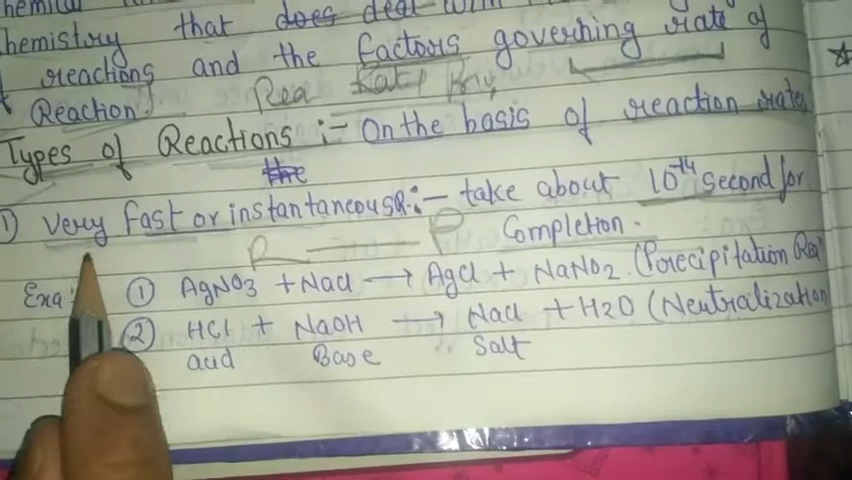 chemistry that does deal with
reactions and the factors governing rate of
Reaction.
Types of Reactions :- On the basis of reaction rates
the
① Very fast or instantaneous R :- take about 10⁻¹⁴ second for
R P Completion.
Exa: ① AgNO3 + NaCl → AgCl + NaNO2 (Precipitation Rea
② HCl + NaOH → NaCl + H2O (Neutralization
acid Base Salt